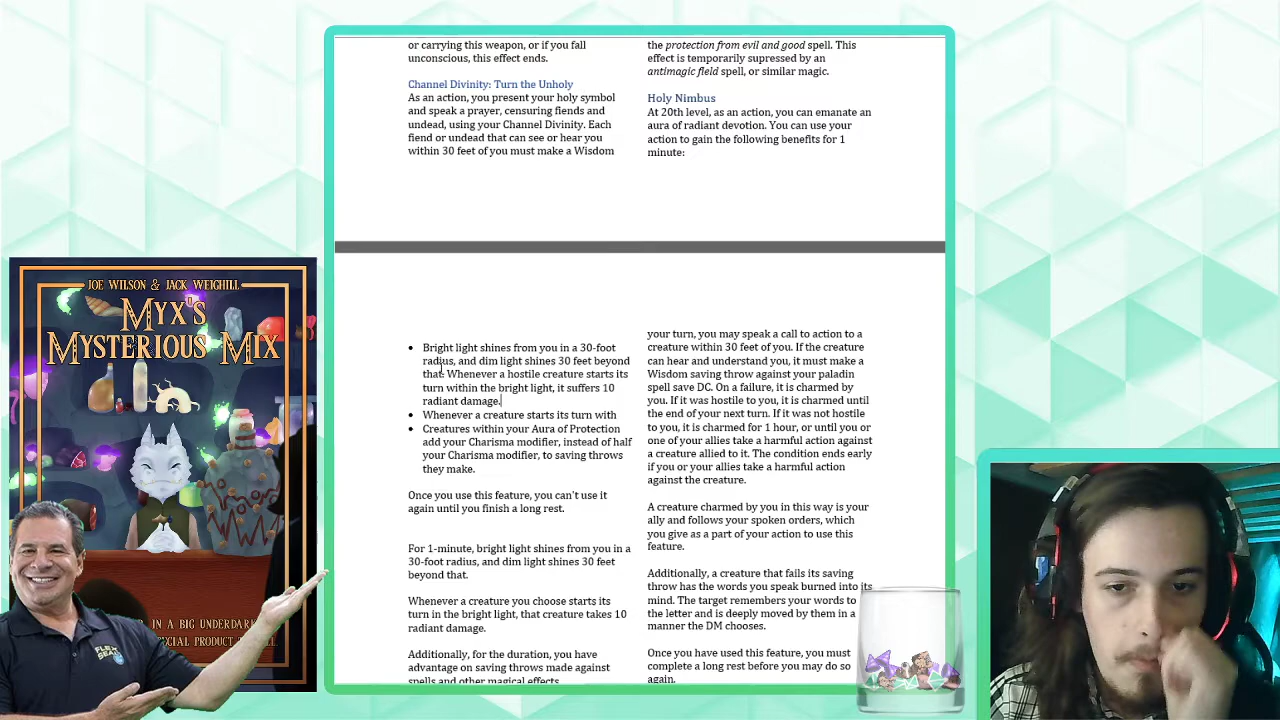 or carrying this weapon, or if you fall
unconscious, this effect ends.
Channel Divinity: Turn the Unholy
As an action, you present your holy symbol
and speak a prayer, censuring fiends and
undead, using your Channel Divinity. Each
fiend or undead that can see or hear you
within 30 feet of you must make a Wisdom
the protection from evil and good spell. This
effect is temporarily supressed by an
antimagic field spell, or similar magic.
Holy Nimbus
At 20th level, as an action, you can emanate an
aura of radiant devotion. You can use your
action to gain the following benefits for 1
minute:
• Bright light shines from you in a 30-foot
radius, and dim light shines 30 feet beyond
that. Whenever a hostile creature starts its
turn within the bright light, it suffers 10
radiant damage.
• Whenever a creature starts its turn with
• Creatures within your Aura of Protection
add your Charisma modifier, instead of half
your Charisma modifier, to saving throws
they make.
Once you use this feature, you can't use it
again until you finish a long rest.
For 1-minute, bright light shines from you in a
30-foot radius, and dim light shines 30 feet
beyond that.
Whenever a creature you choose starts its
turn in the bright light, that creature takes 10
radiant damage.
Additionally, for the duration, you have
advantage on saving throws made against
spells and other magical effects
your turn, you may speak a call to action to a
creature within 30 feet of you. If the creature
can hear and understand you, it must make a
Wisdom saving throw against your paladin
spell save DC. On a failure, it is charmed by
you. If it was hostile to you, it is charmed until
the end of your next turn. If it was not hostile
to you, it is charmed for 1 hour, or until you or
one of your allies take a harmful action against
a creature allied to it. The condition ends early
if you or your allies take a harmful action
against the creature.
A creature charmed by you in this way is your
ally and follows your spoken orders, which
you give as a part of your action to use this
feature.
Additionally, a creature that fails its saving
throw has the words you speak burned into its
mind. The target remembers your words to
the letter and is deeply moved by them in a
manner the DM chooses.
Once you have used this feature, you must
complete a long rest before you may do so
again.
JOE WILSON & JACK WEIGHILL
MYX'S
MYSTERIOUS MIX
IN A BIG UNDERDA
CIAL PRODUCT
FLEX
SEAL